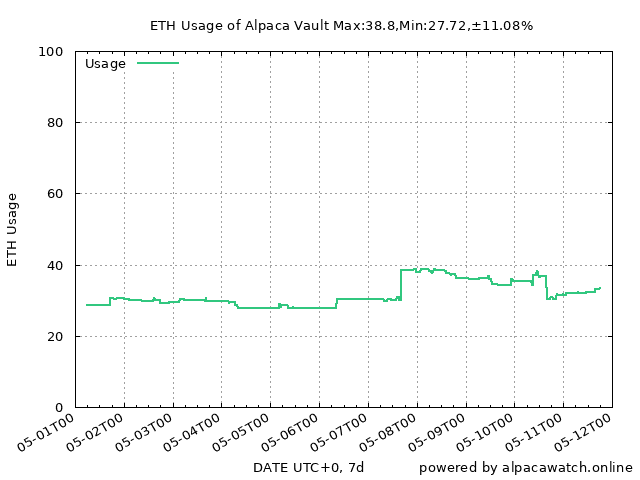 ETH Usage of Alpaca Vault Max:38.8,Min:27.72,±11.08%
Usage
100
80
60
40
20
0
ETH Usage
05-01T00
05-02T00
05-03T00
05-04T00
05-05T00
05-06T00
05-07T00
05-08T00
05-09T00
05-10T00
05-11T00
05-12T00
DATE UTC+0, 7d
powered by alpacawatch.online